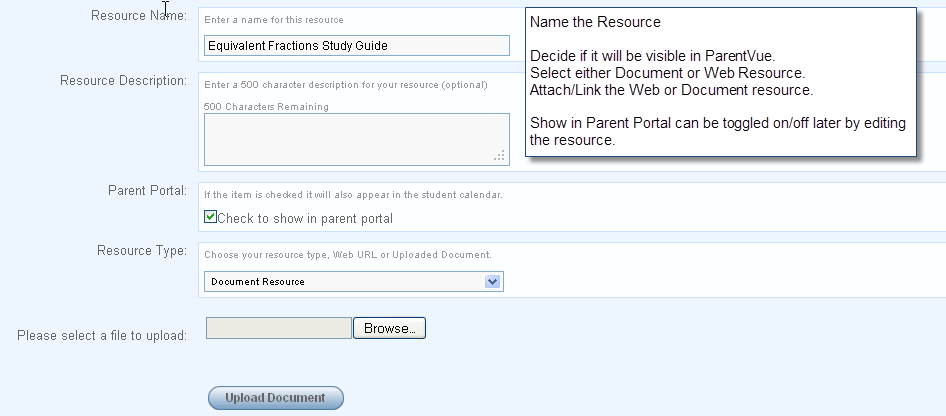 Resource Name:
Enter a name for this resource
Equivalent Fractions Study Guide
Name the Resource
Decide if it will be visible in ParentVue.
Select either Document or Web Resource.
Attach/Link the Web or Document resource.
Show in Parent Portal can be toggled on/off later by editing
the resource.
Resource Description:
Enter a 500 character description for your resource (optional)
500 Characters Remaining
Parent Portal:
If the item is checked it will also appear in the student calendar.
Check to show in parent portal
Resource Type:
Choose your resource type, Web URL or Uploaded Document.
Document Resource
Please select a file to upload:
Browse...
Upload Document